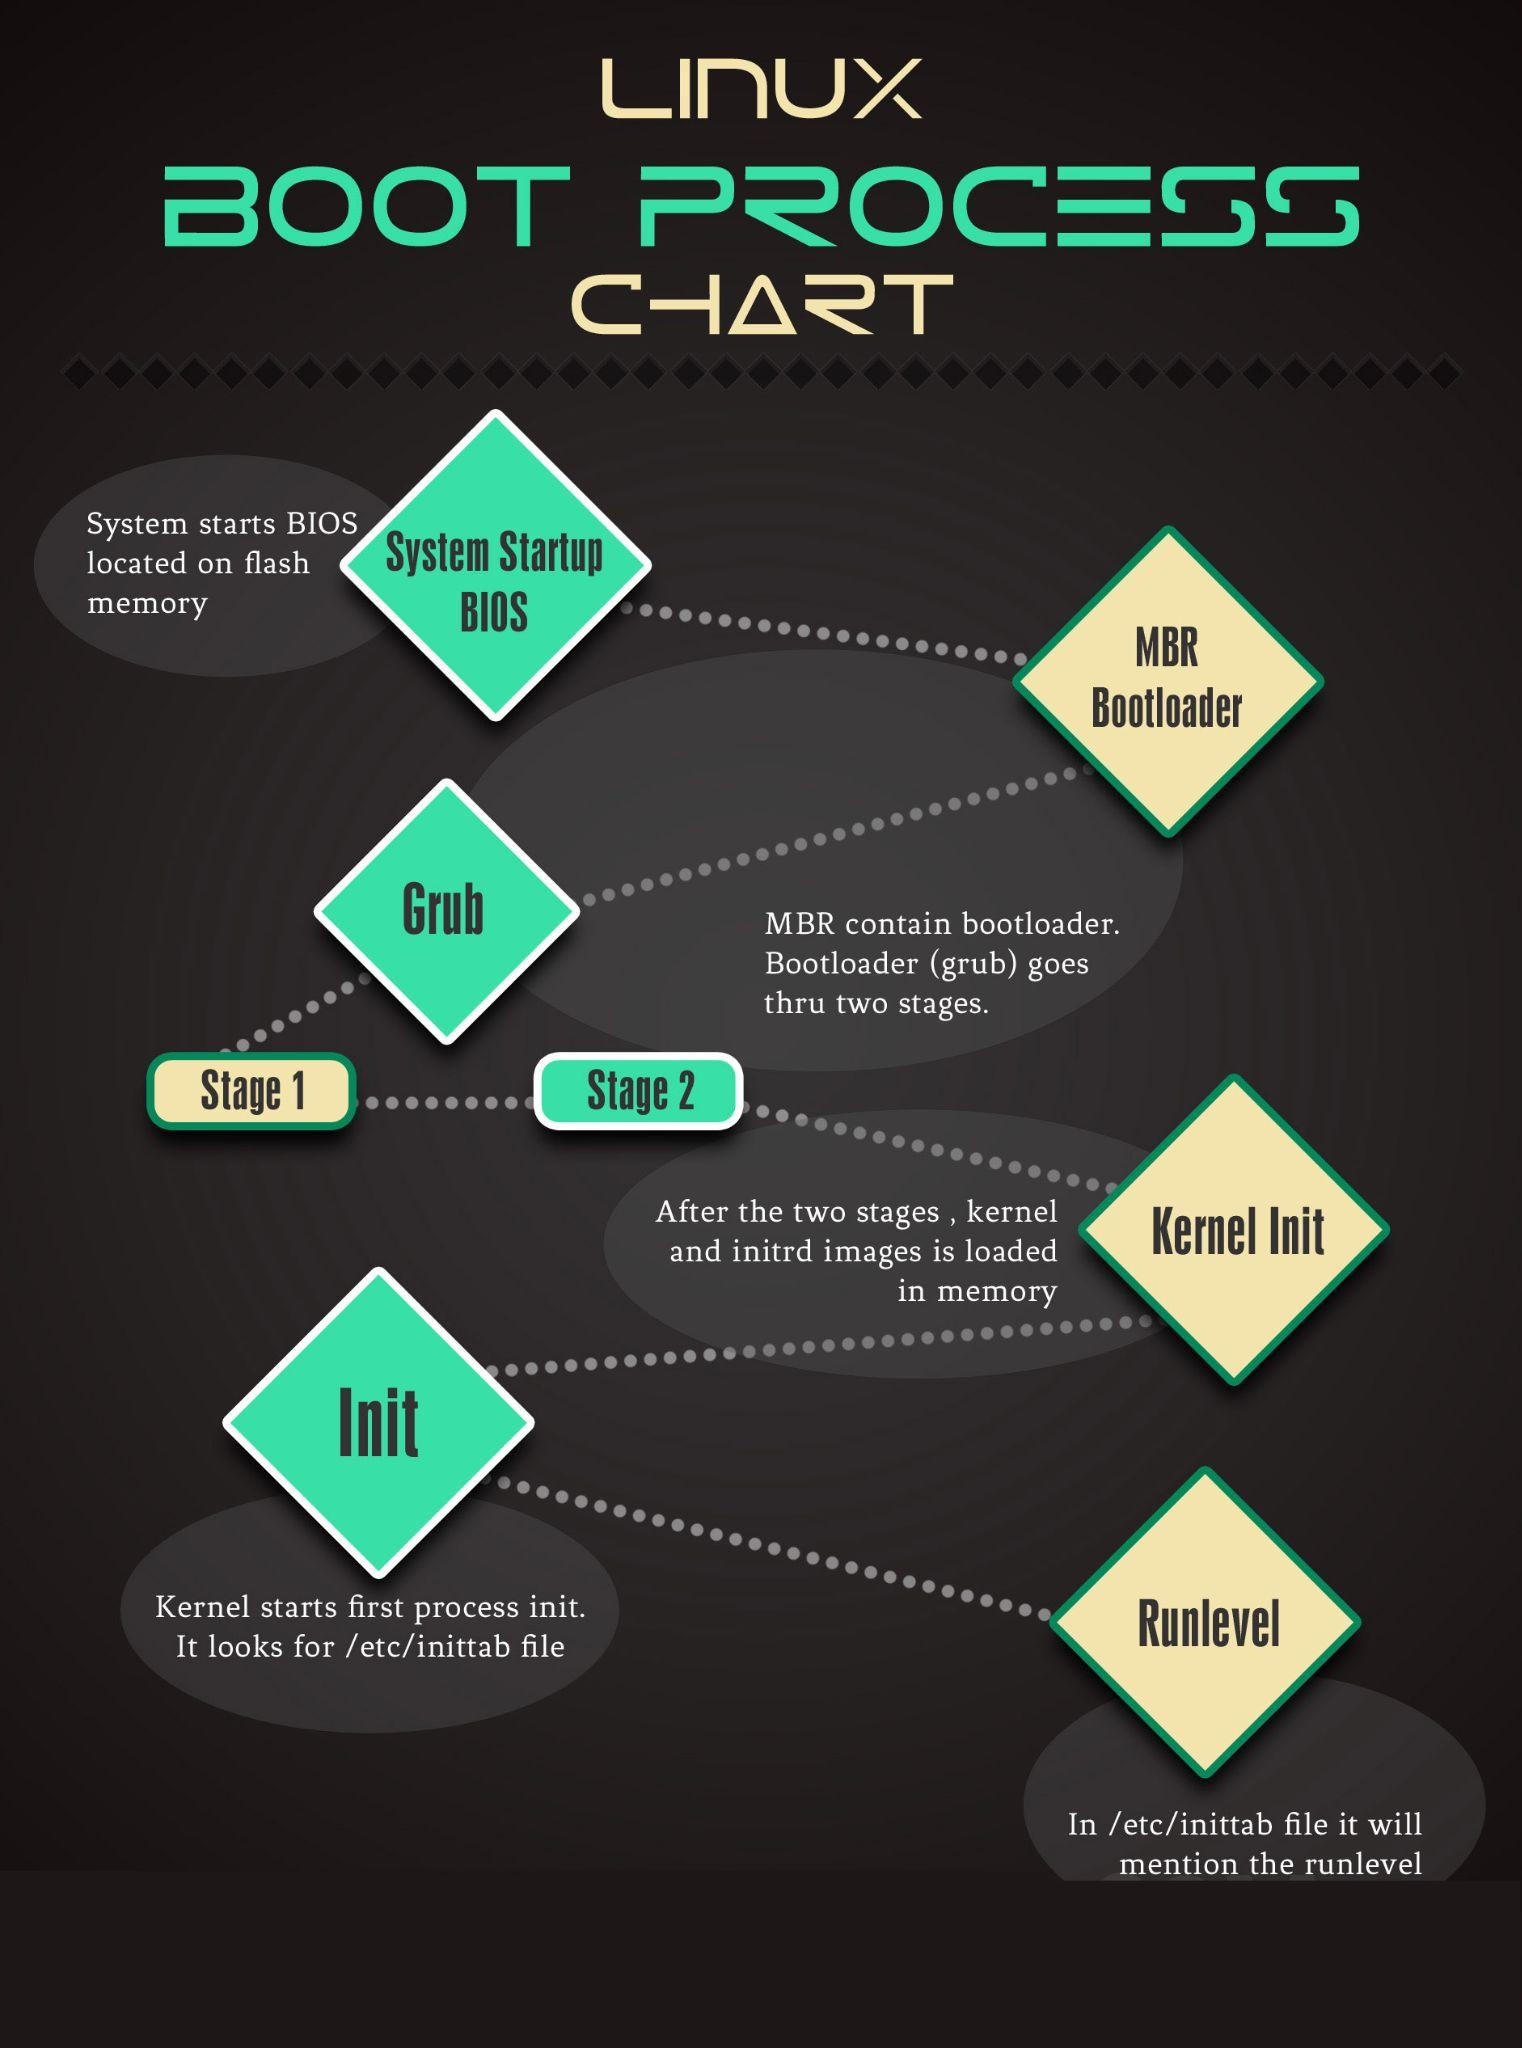 LINUX
BOOT PROCESS
CHART
System starts BIOS
located on flash
memory
System Startup
BIOS
MBR
Bootloader
Grub
MBR contain bootloader.
Bootloader (grub) goes
thru two stages.
Stage 1
Stage 2
After the two stages , kernel
and initrd images is loaded
in memory
Kernel Init
Init
Kernel starts first process init.
It looks for /etc/inittab file
Runlevel
In /etc/inittab file it will
mention the runlevel